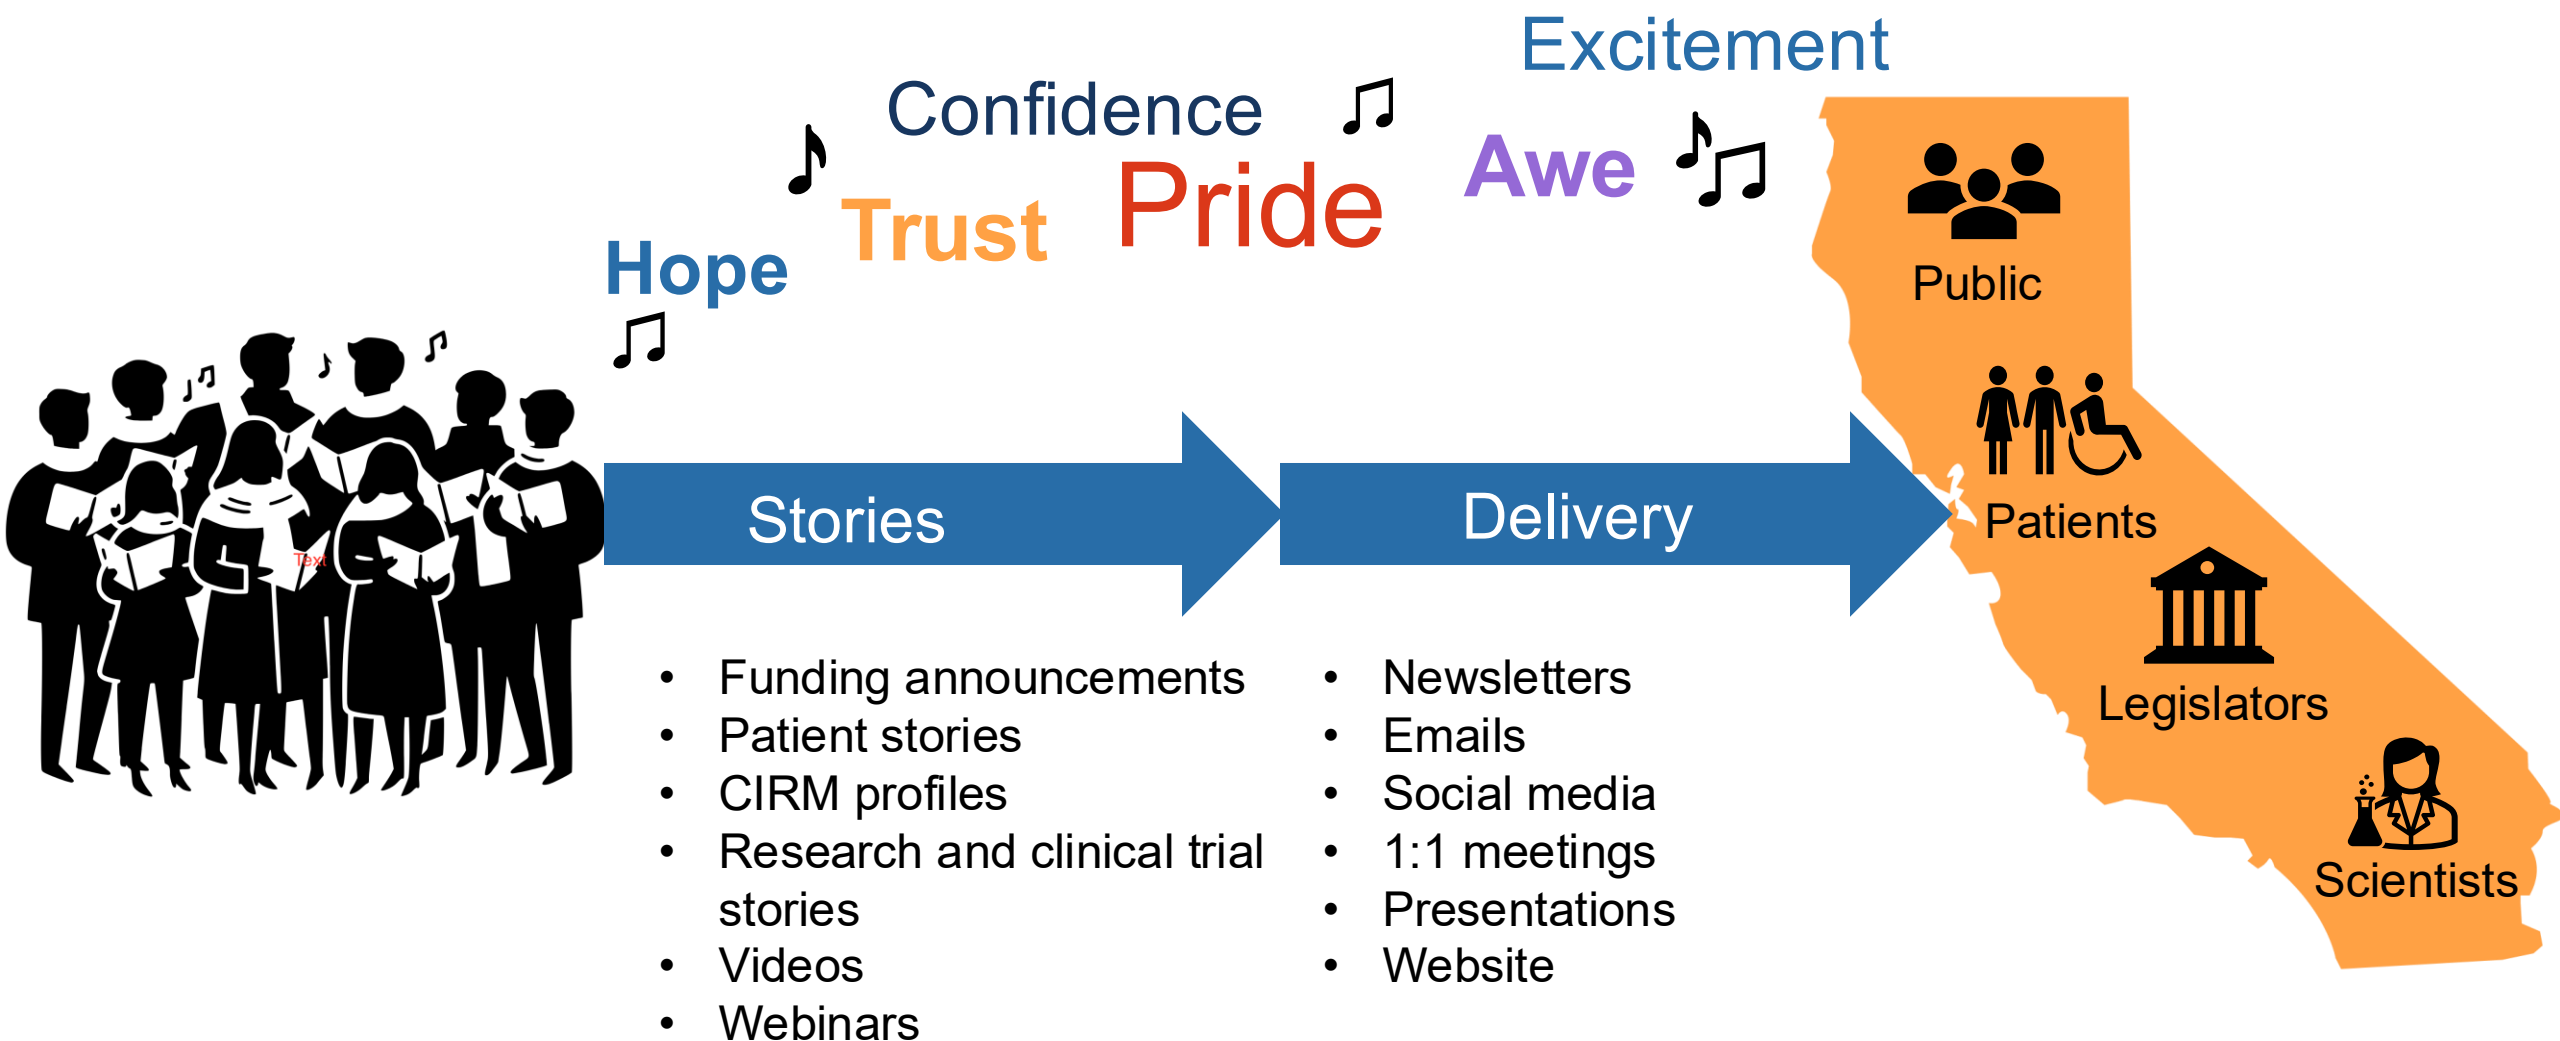 Excitement
Confidence
Awe
Pride
Trust
Hope
Public
Patients
Stories
Delivery
Text
Legislators
Scientists
• Funding announcements
• Patient stories
• CIRM profiles
• Research and clinical trial
stories
• Videos
• Webinars
• Newsletters
• Emails
• Social media
• 1:1 meetings
• Presentations
• Website